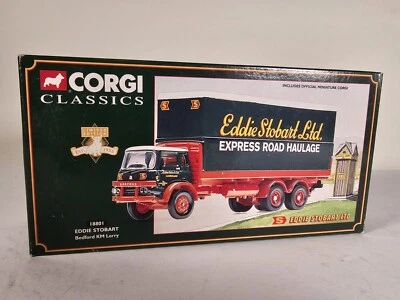 CORGI
CLASSICS
INCLUDES OFFICIAL MINIATURE CORGI
Eddie Stobart Ltd.
EXPRESS ROAD HAULAGE
18801
EDDIE STOBART
Bedford KM Lorry
S EDDIE STOBART LTD